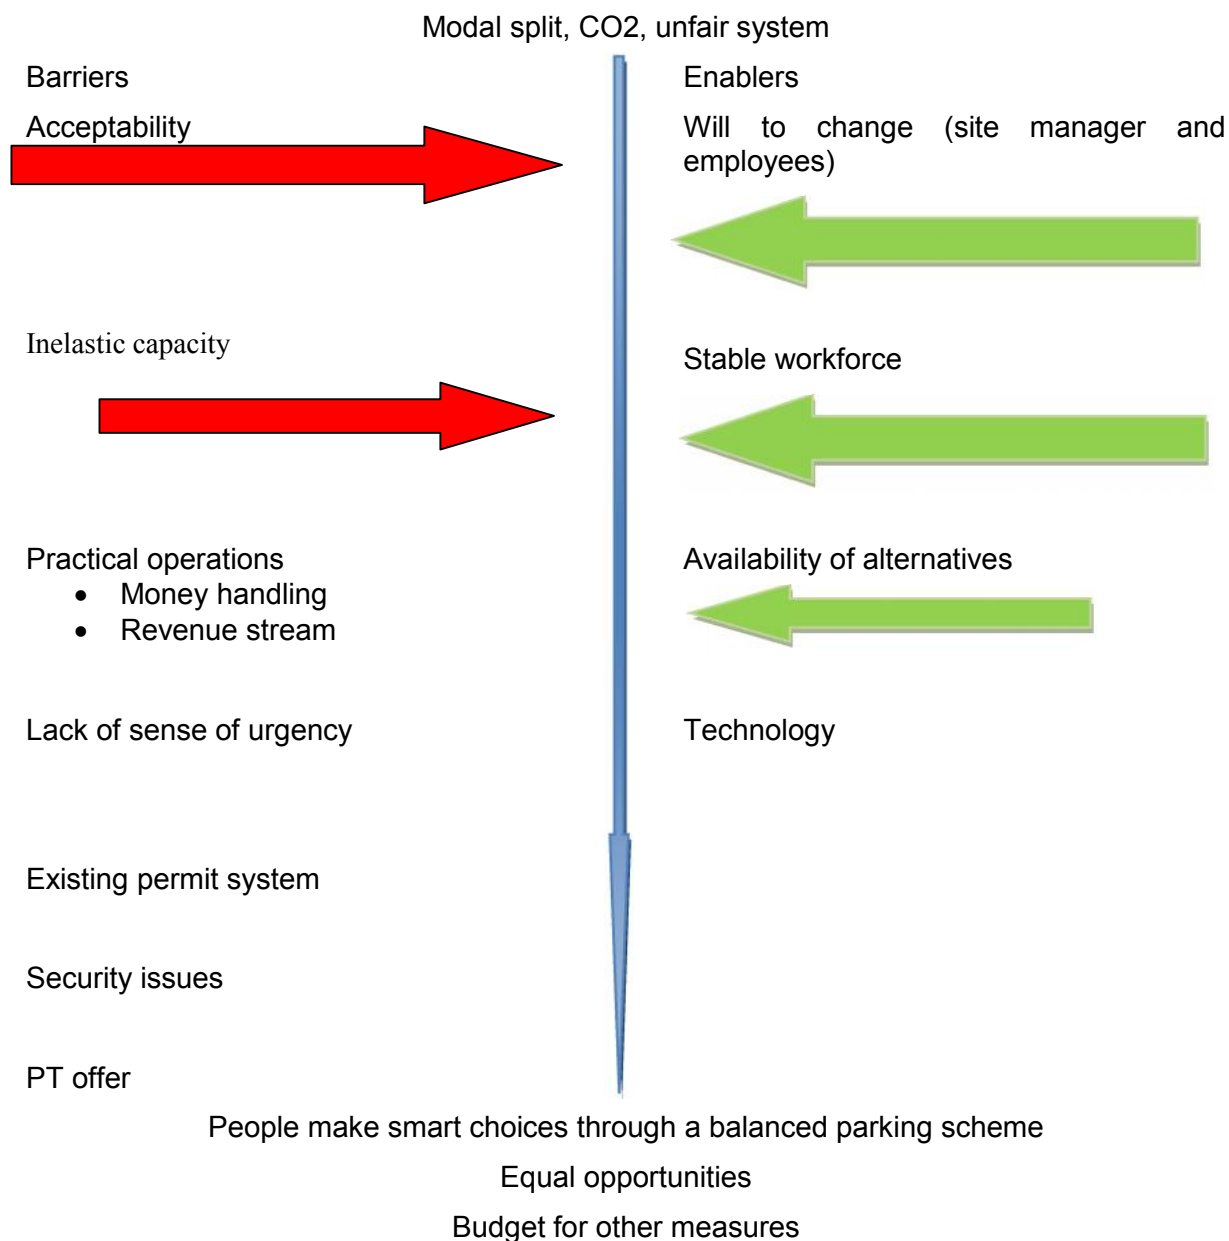 Modal split, CO2, unfair system
Barriers
Acceptability
Inelastic capacity
Practical operations
• Money handling
• Revenue stream
Lack of sense of urgency
Existing permit system
Security issues
PT offer
Enablers
Will to change (site manager and
employees)
Stable workforce
Availability of alternatives
Technology
People make smart choices through a balanced parking scheme
Equal opportunities
Budget for other measures